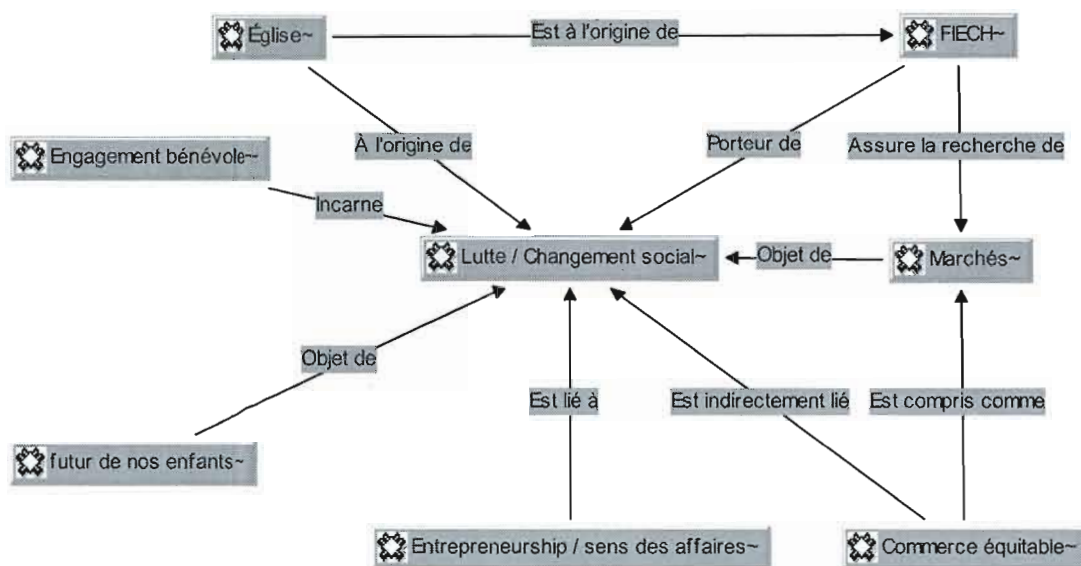 Église~
Est à l'origine de
FIECH~
Engagement bénévole~
À l'origine de
Porteur de
Assure la recherche de
Incarne
Lutte / Changement social~
Objet de
Marchés~
Objet de
Est lié à
Est indirectement lié
Est compris comme
futur de nos enfants~
Entrepreneurship / sens des affaires~
Commerce équitable~